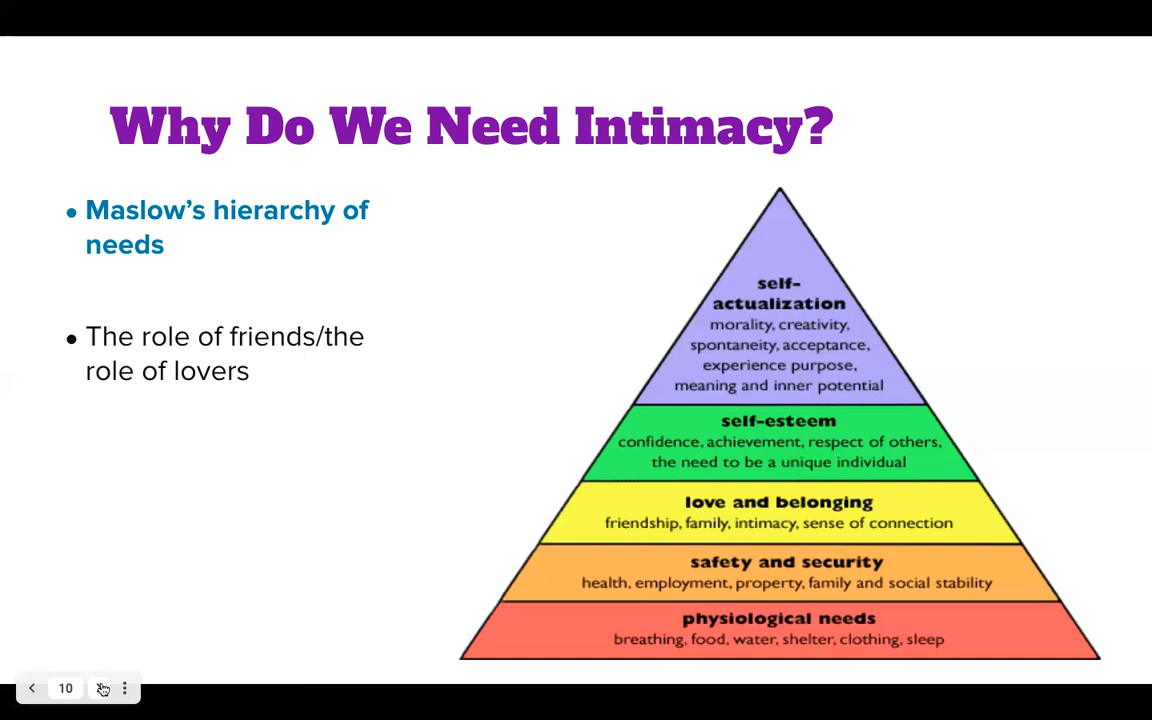 Why Do We Need Intimacy?
• Maslow's hierarchy of
needs
• The role of friends/the
role of lovers
self-
actualization
morality, creativity,
spontaneity, acceptance,
experience purpose,
meaning and inner potential
self-esteem
confidence, achievement, respect of others,
the need to be a unique individual
love and belonging
friendship, family, intimacy, sense of connection
safety and security
health, employment, property, family and social stability
physiological needs
breathing, food, water, shelter, clothing, sleep
10